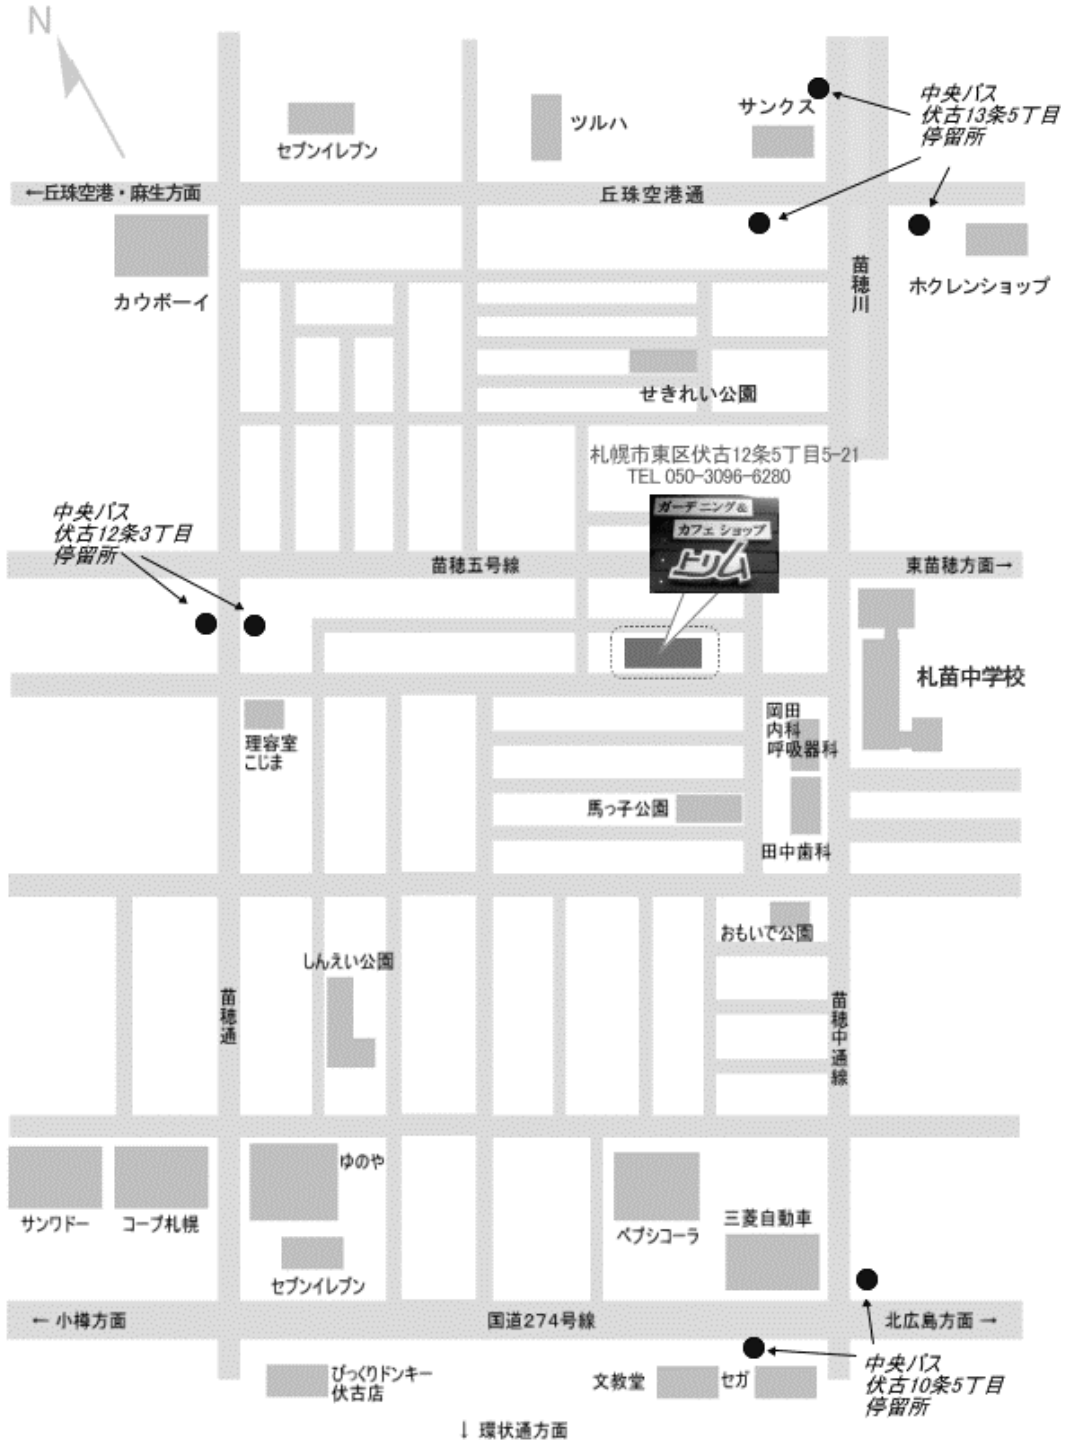 N
セブンイレブン
ツルハ
サンクス
中央バス
伏古13条5丁目
停留所
←丘珠空港・麻生方面
丘珠空港通
カウボーイ
苗穂川
ホクレンショップ
せきれい公園
札幌市東区伏古12条5丁目5-21
TEL 050-3096-6280
ガーデニング&
カフェショップ
トリム
中央バス
伏古12条3丁目
停留所
苗穂五号線
東苗穂方面→
札苗中学校
理容室
こじま
岡田
内科
呼吸器科
馬っ子公園
田中歯科
おもいで公園
しんえい公園
苗穂通
苗穂中通線
サンワドー
コープ札幌
ゆのや
セブンイレブン
ペプシコーラ
三菱自動車
← 小樽方面
国道274号線
北広島方面 →
びっくりドンキー
伏古店
文教堂
セガ
中央バス
伏古10条5丁目
停留所
↓ 環状通方面